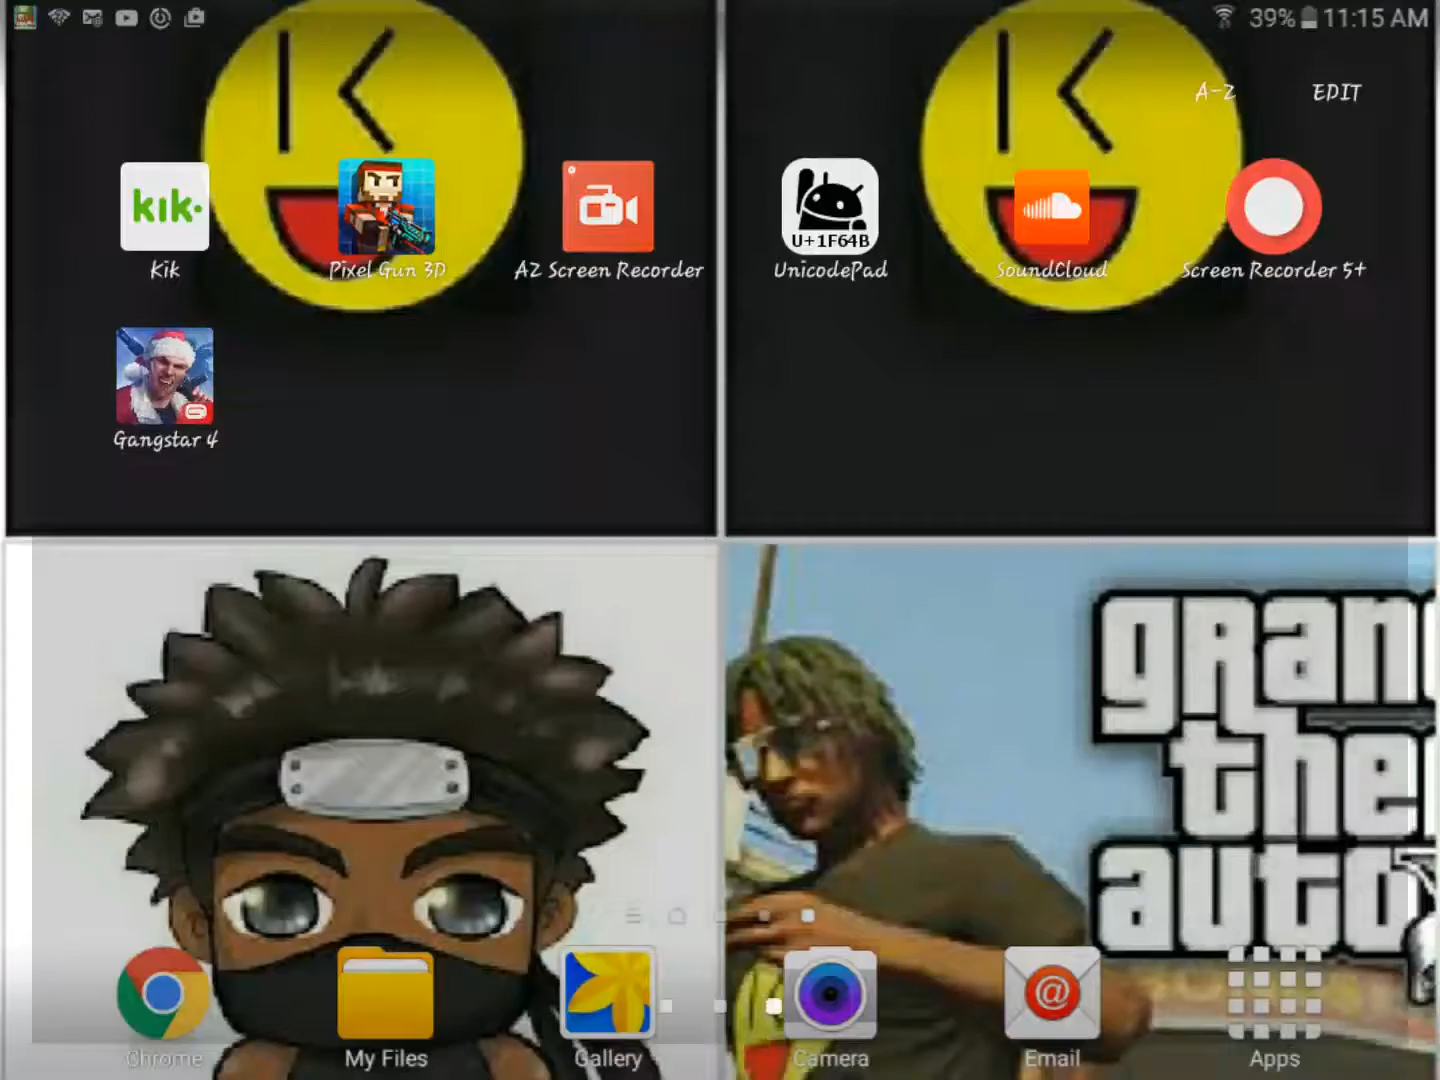 39% 11:15 AM
A-Z EDIT
kik.
U+1F64B
Kik Pixel Gun 3D AZ Screen Recorder UnicodePad SoundCloud Screen Recorder 5+
Gangstar 4
gran
the
auto
Chrome My Files Gallery Camera Email Apps